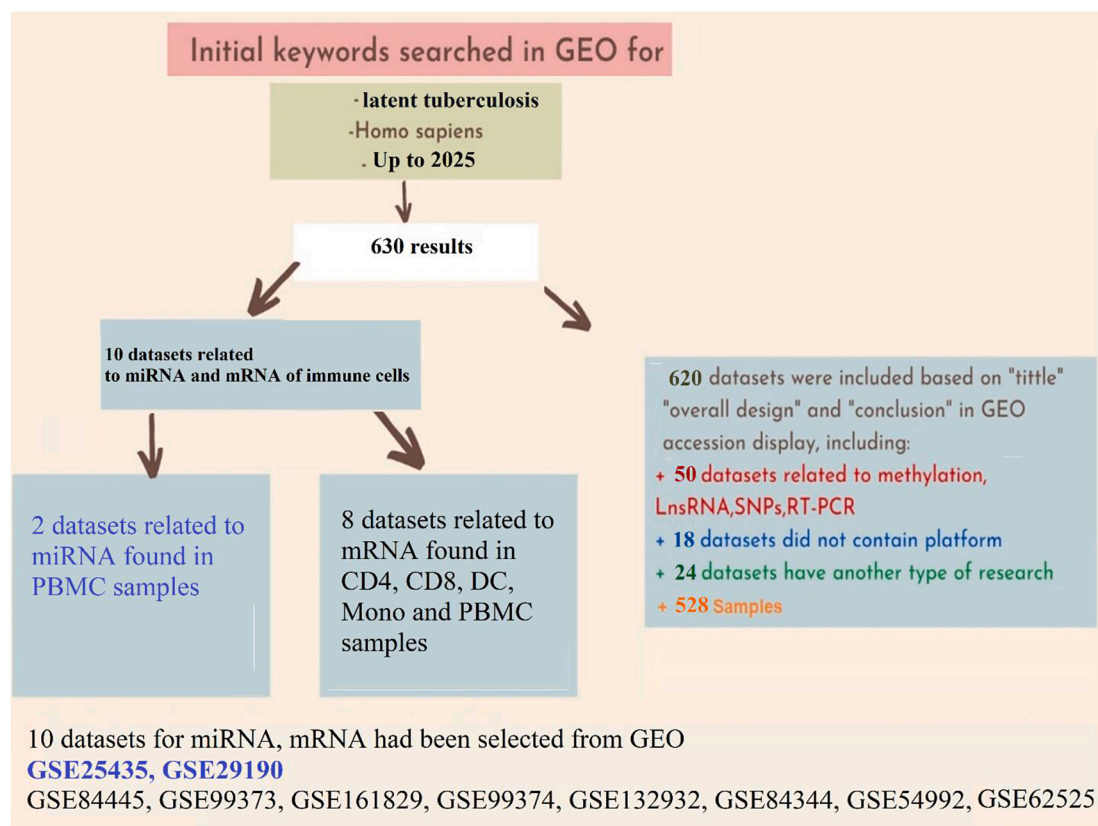 Initial keywords searched in GEO for
- latent tuberculosis
-Homo sapiens
- Up to 2025
630 results
10 datasets related
to miRNA and mRNA of immune cells
2 datasets related to
miRNA found in
PBMC samples
8 datasets related to
mRNA found in
CD4, CD8, DC,
Mono and PBMC
samples
620 datasets were included based on "tittle"
"overall design" and "conclusion" in GEO
accession display, including:
+ 50 datasets related to methylation,
LnsRNA,SNPs,RT-PCR
+ 18 datasets did not contain platform
+ 24 datasets have another type of research
+ 528 Samples
10 datasets for miRNA, mRNA had been selected from GEO
GSE25435, GSE29190
GSE84445, GSE99373, GSE161829, GSE99374, GSE132932, GSE84344, GSE54992, GSE62525